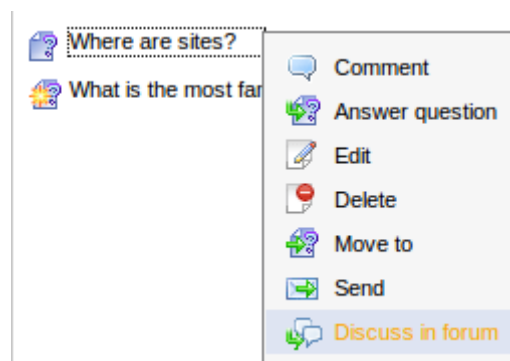 Where are sites?
What is the most far
Comment
Answer question
Edit
Delete
Move to
Send
Discuss in forum